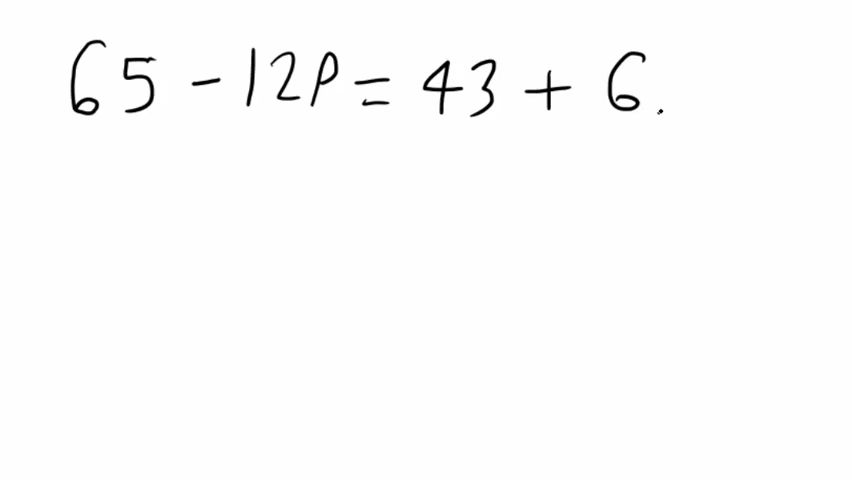 65 - 12p = 43 + 6.